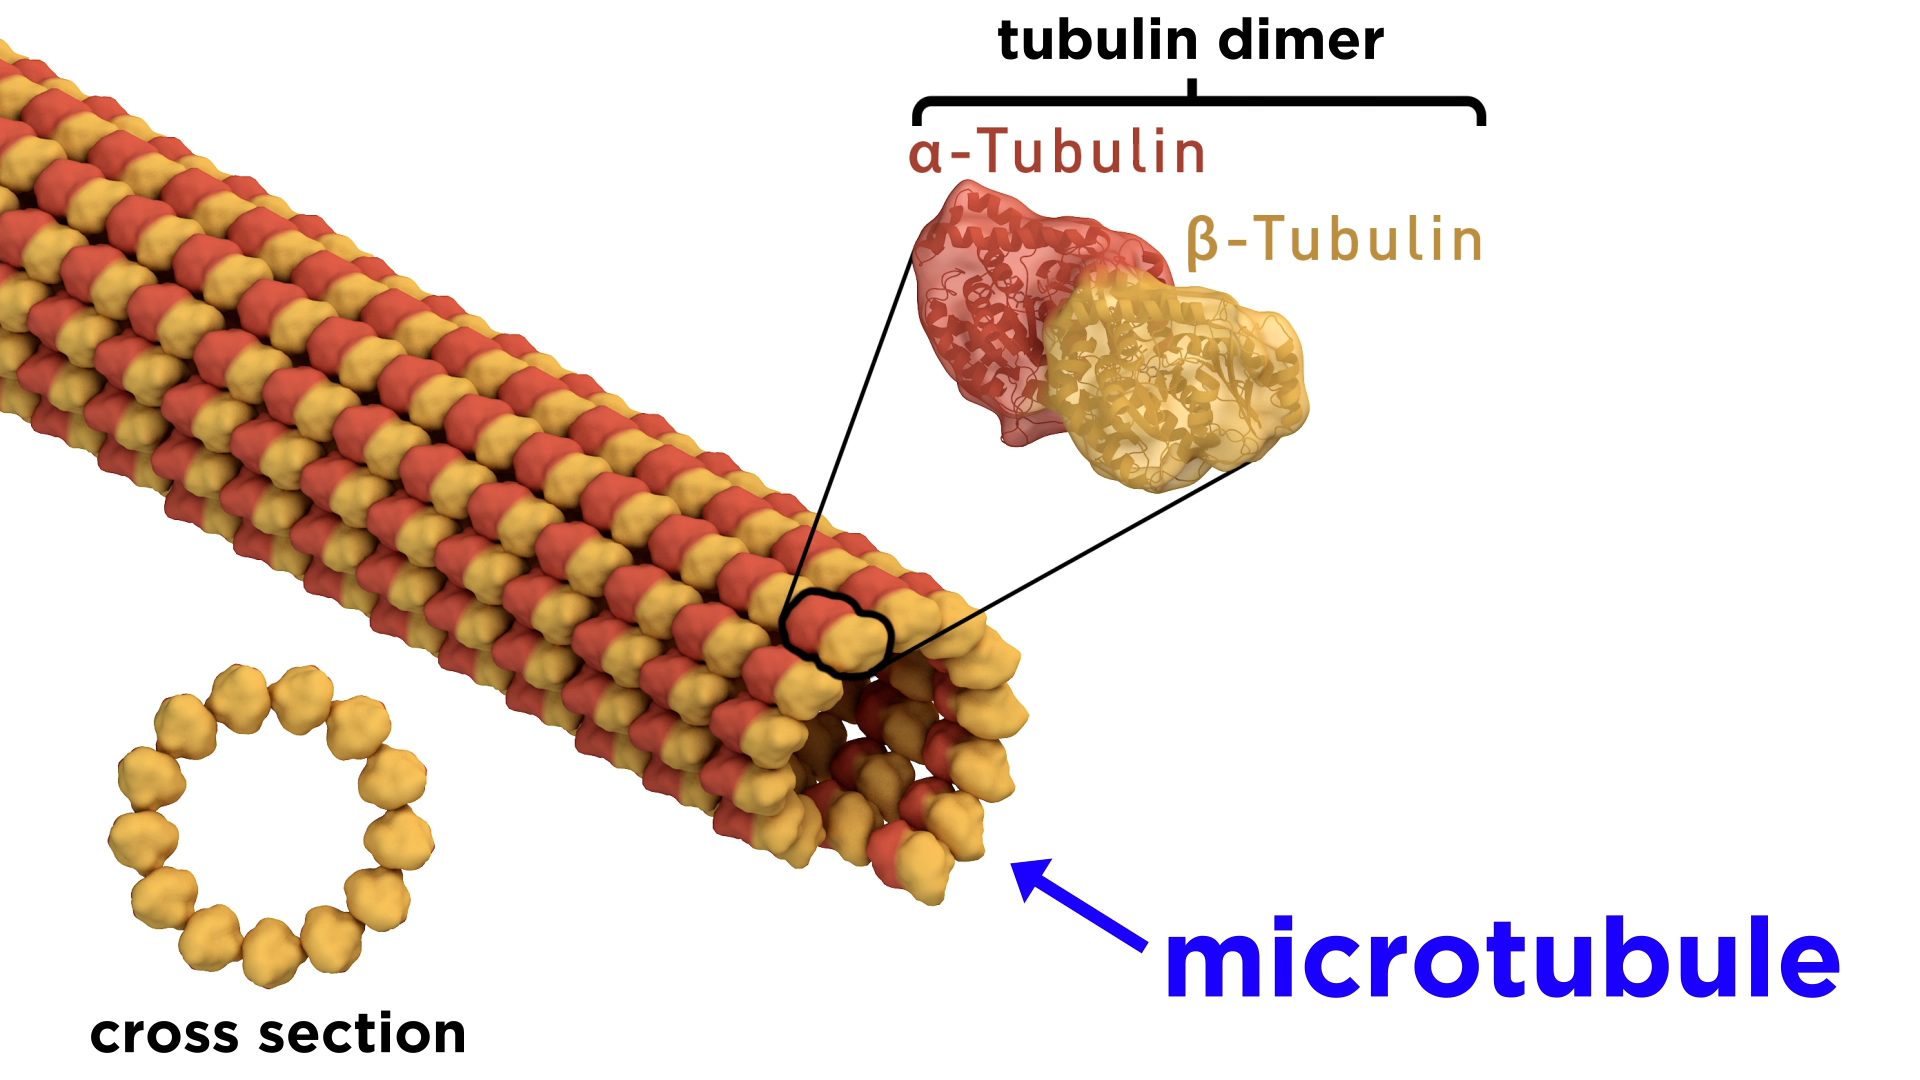 tubulin dimer
α-Tubulin
β-Tubulin
microtubule
cross section